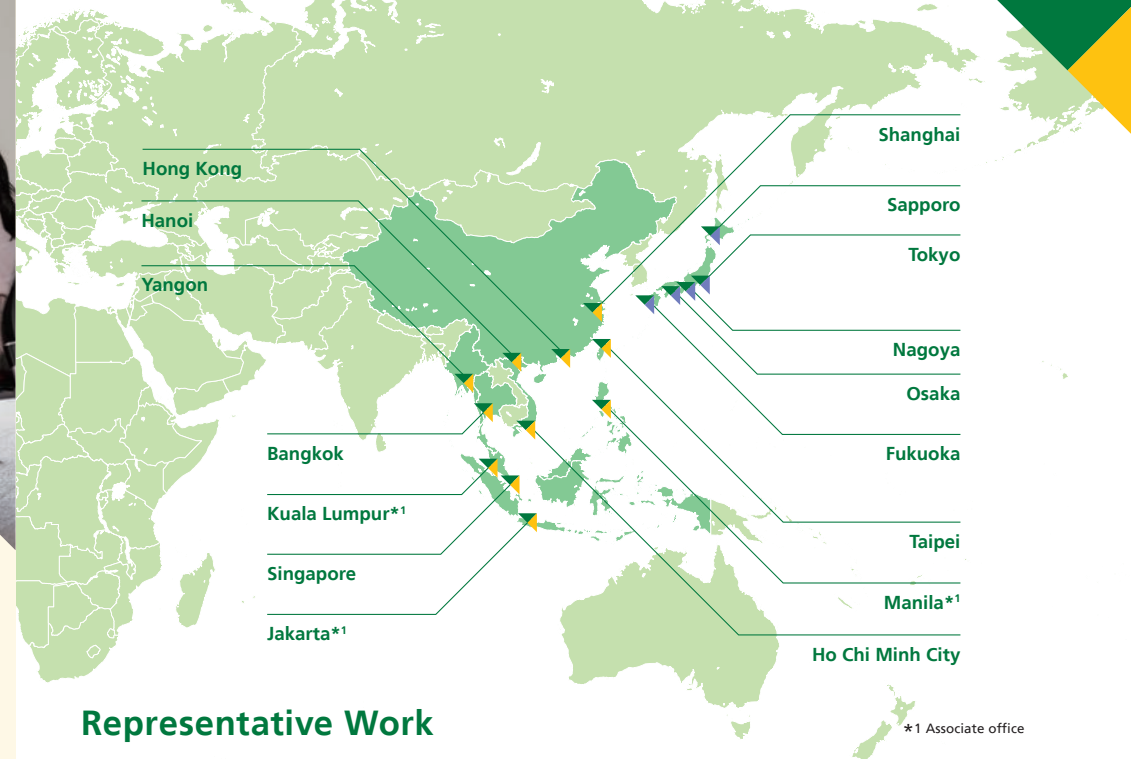 Hong Kong
Hanoi
Yangon
Bangkok
Kuala Lumpur*1
Singapore
Jakarta*1
Shanghai
Sapporo
Tokyo
Nagoya
Osaka
Fukuoka
Taipei
Manila*1
Ho Chi Minh City
Representative Work
*1 Associate office